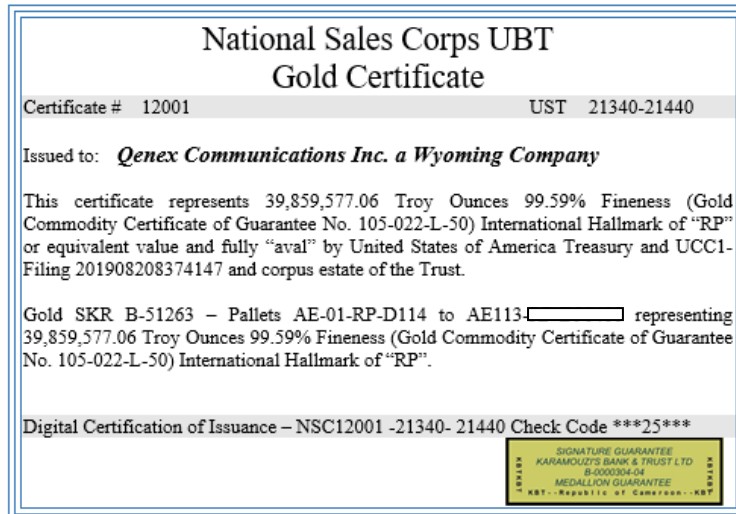 National Sales Corps UBT
Gold Certificate
Certificate # 12001 UST 21340-21440
Issued to: Qenex Communications Inc. a Wyoming Company
This certificate represents 39,859,577.06 Troy Ounces 99.59% Fineness (Gold
Commodity Certificate of Guarantee No. 105-022-L-50) International Hallmark of “RP”
or equivalent value and fully “aval” by United States of America Treasury and UCC1-
Filing 201908208374147 and corpus estate of the Trust.
Gold SKR B-51263 – Pallets AE-01-RP-D114 to AE113- representing
39,859,577.06 Troy Ounces 99.59% Fineness (Gold Commodity Certificate of Guarantee
No. 105-022-L-50) International Hallmark of “RP”.
Digital Certification of Issuance – NSC12001 -21340- 21440 Check Code ***25***
SIGNATURE GUARANTEE
KARAMOUZI'S BANK & TRUST LTD
B-0000304-04
MEDALLION GUARANTEE
KBT--Republic of Cameroon--KBT
KBTKBT
KBTKBT